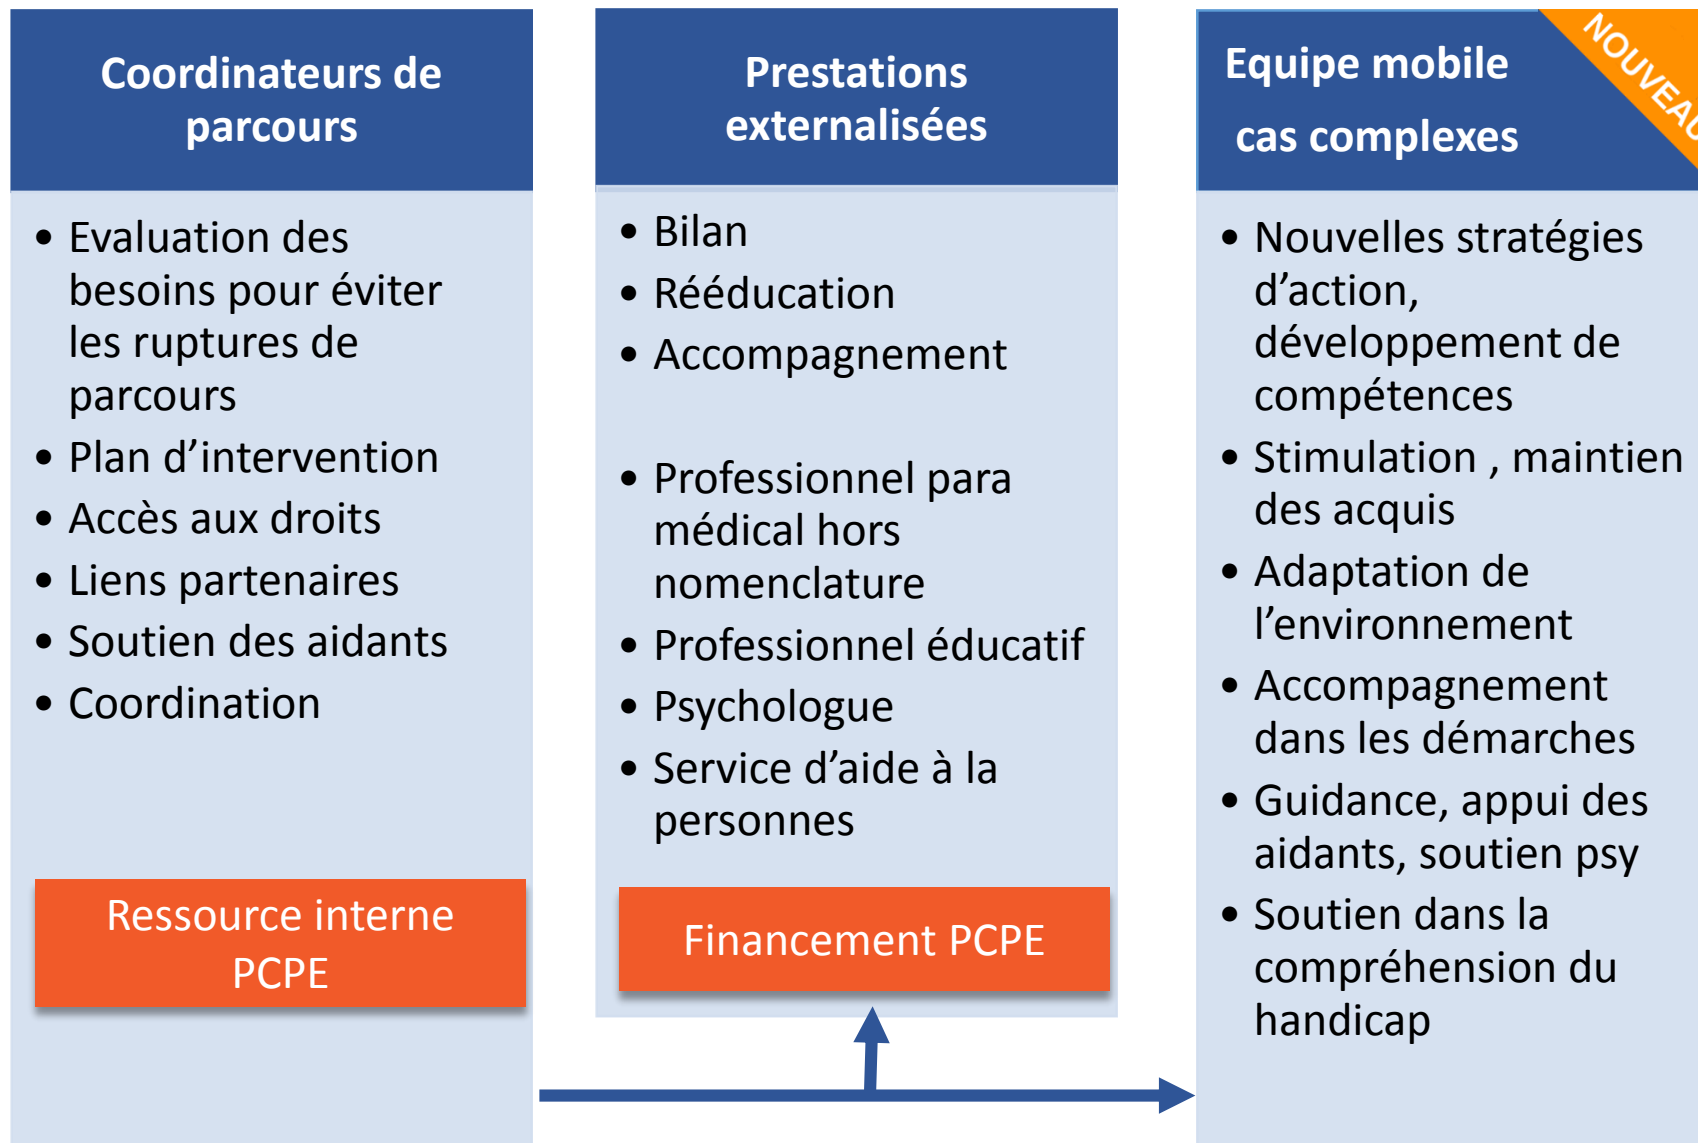 Coordinateurs de
parcours
• Evaluation des
besoins pour éviter
les ruptures de
parcours
• Plan d’intervention
• Accès aux droits
• Liens partenaires
• Soutien des aidants
• Coordination
Ressource interne
PCPE
Prestations
externalisées
• Bilan
• Rééducation
• Accompagnement
• Professionnel para
médical hors
nomenclature
• Professionnel éducatif
• Psychologue
• Service d’aide à la
personnes
Financement PCPE
Equipe mobile
cas complexes
NOUVEAU
• Nouvelles stratégies
d’action,
développement de
compétences
• Stimulation , maintien
des acquis
• Adaptation de
l’environnement
• Accompagnement
dans les démarches
• Guidance, appui des
aidants, soutien psy
• Soutien dans la
compréhension du
handicap